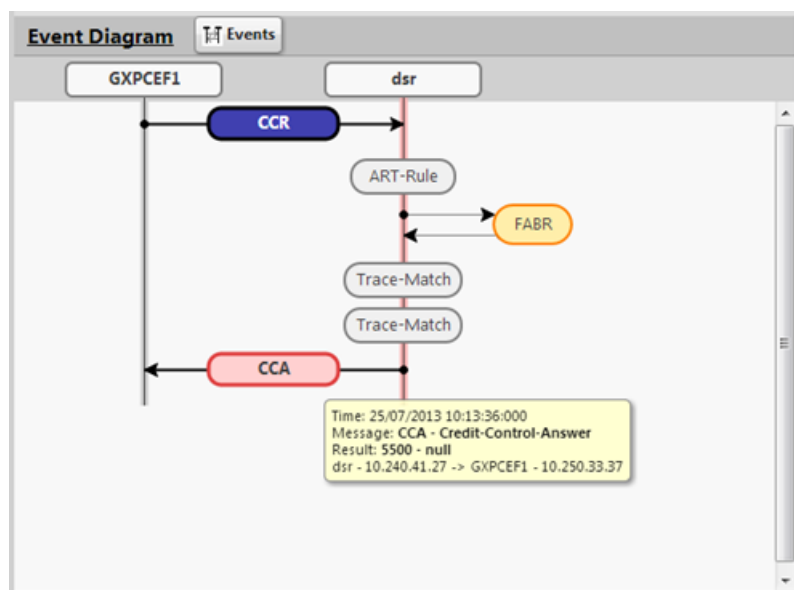 Event Diagram Events
GXPCEF1 dsr
CCR
ART-Rule
FABR
Trace-Match
Trace-Match
CCA
Time: 25/07/2013 10:13:36:000
Message: CCA - Credit-Control-Answer
Result: 5500 - null
dsr - 10.240.41.27 -> GXPCEF1 - 10.250.33.37